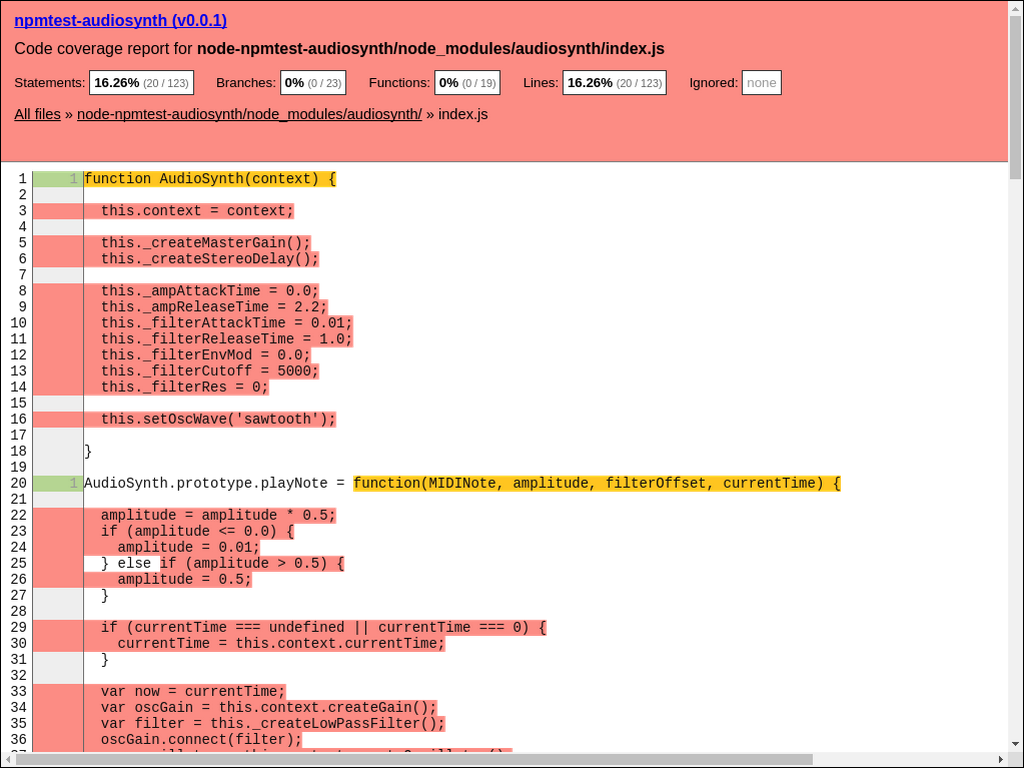 npmtest-audiosynth (v0.0.1)
Code coverage report for node-npmtest-audiosynth/node_modules/audiosynth/index.js
Statements: 16.26% (20 / 123) Branches: 0% (0 / 23) Functions: 0% (0 / 19) Lines: 16.26% (20 / 123) Ignored: none
All files » node-npmtest-audiosynth/node_modules/audiosynth/ » index.js
1 1 function AudioSynth(context) {
2
3 this.context = context;
4
5 this._createMasterGain();
6 this._createStereoDelay();
7
8 this._ampAttackTime = 0.0;
9 this._ampReleaseTime = 2.2;
10 this._filterAttackTime = 0.01;
11 this._filterReleaseTime = 1.0;
12 this._filterEnvMod = 0.0;
13 this._filterCutoff = 5000;
14 this._filterRes = 0;
15
16 this.setOscWave('sawtooth');
17
18 }
19
20 1 AudioSynth.prototype.playNote = function(MIDINote, amplitude, filterOffset, currentTime) {
21
22 amplitude = amplitude * 0.5;
23 if (amplitude <= 0.0) {
24 amplitude = 0.01;
25 } else if (amplitude > 0.5) {
26 amplitude = 0.5;
27 }
28
29 if (currentTime === undefined || currentTime === 0) {
30 currentTime = this.context.currentTime;
31 }
32
33 var now = currentTime;
34 var oscGain = this.context.createGain();
35 var filter = this._createLowPassFilter();
36 oscGain.connect(filter);